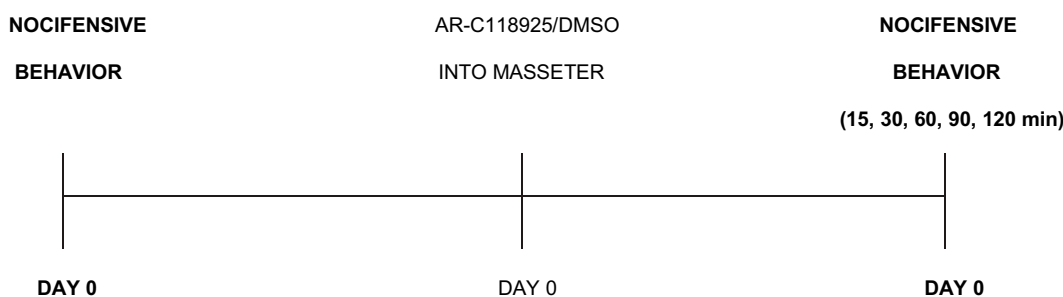 NOCIFENSIVE
BEHAVIOR
AR-C118925/DMSO
INTO MASSETER
NOCIFENSIVE
BEHAVIOR
(15, 30, 60, 90, 120 min)
DAY 0
DAY 0
DAY 0